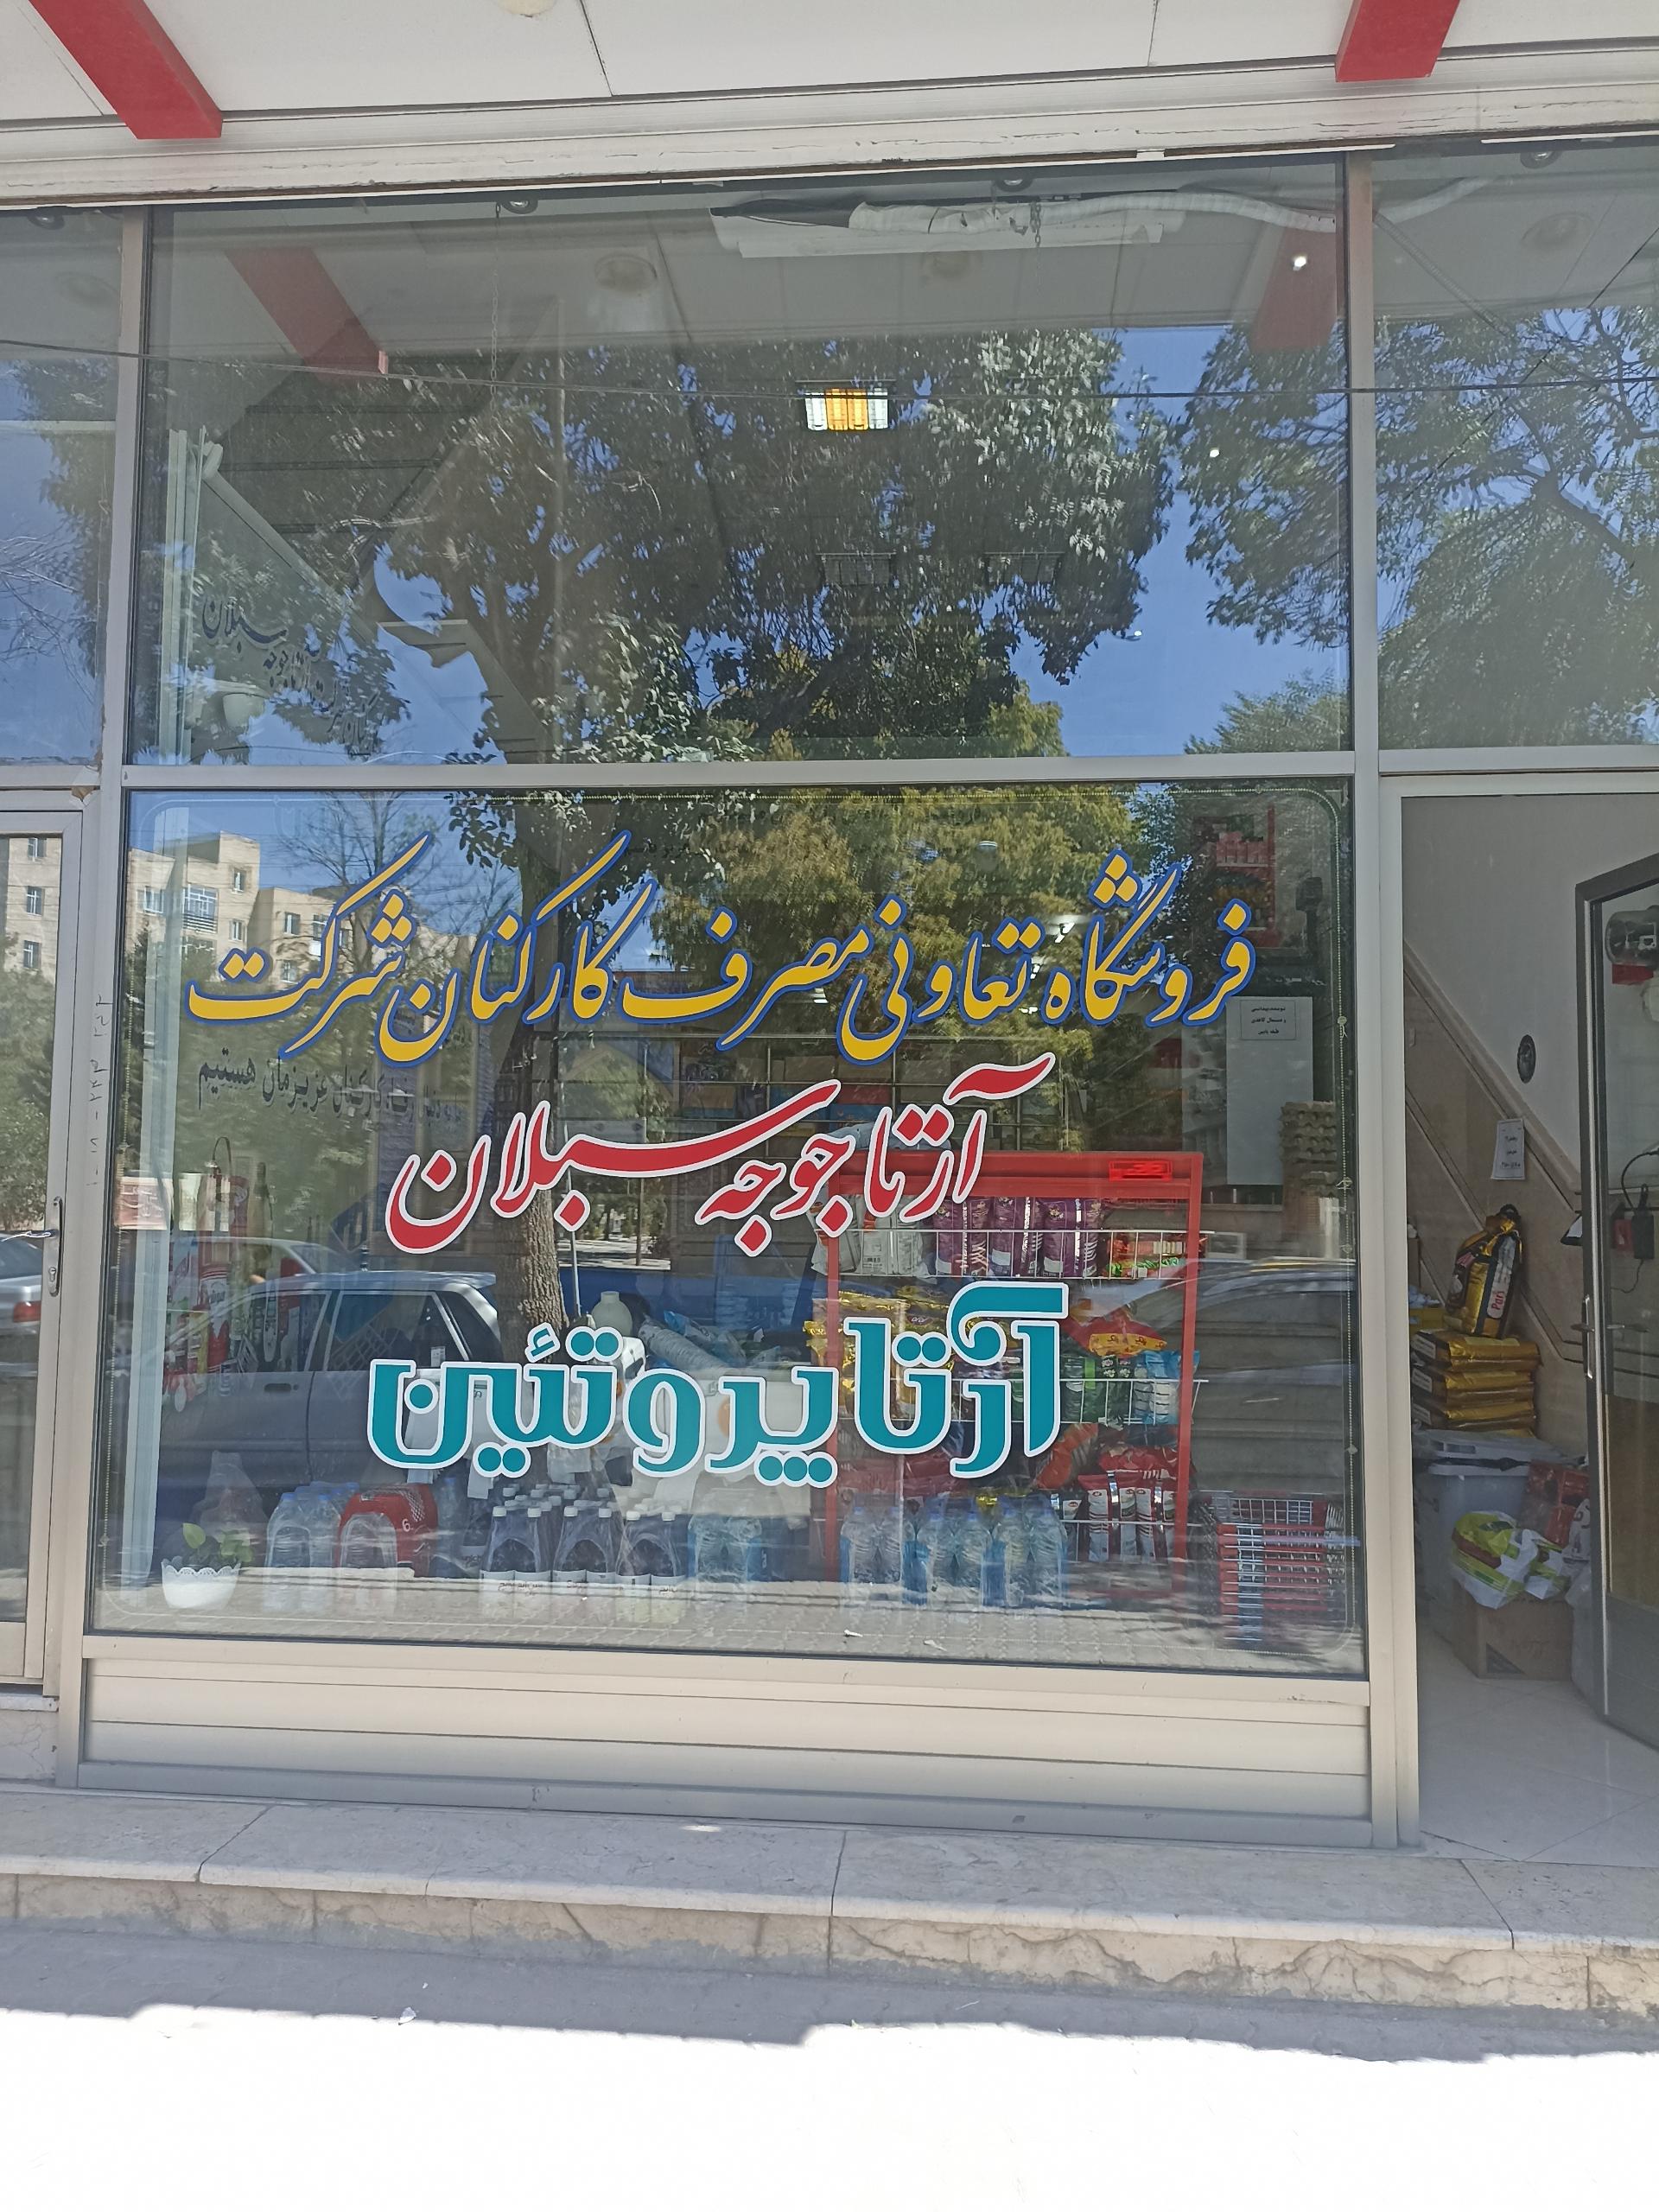 فروشگاه تعاونی مصرف کارکنان شرکت
آرتا جوجه سبلان
آرتا پروتئین